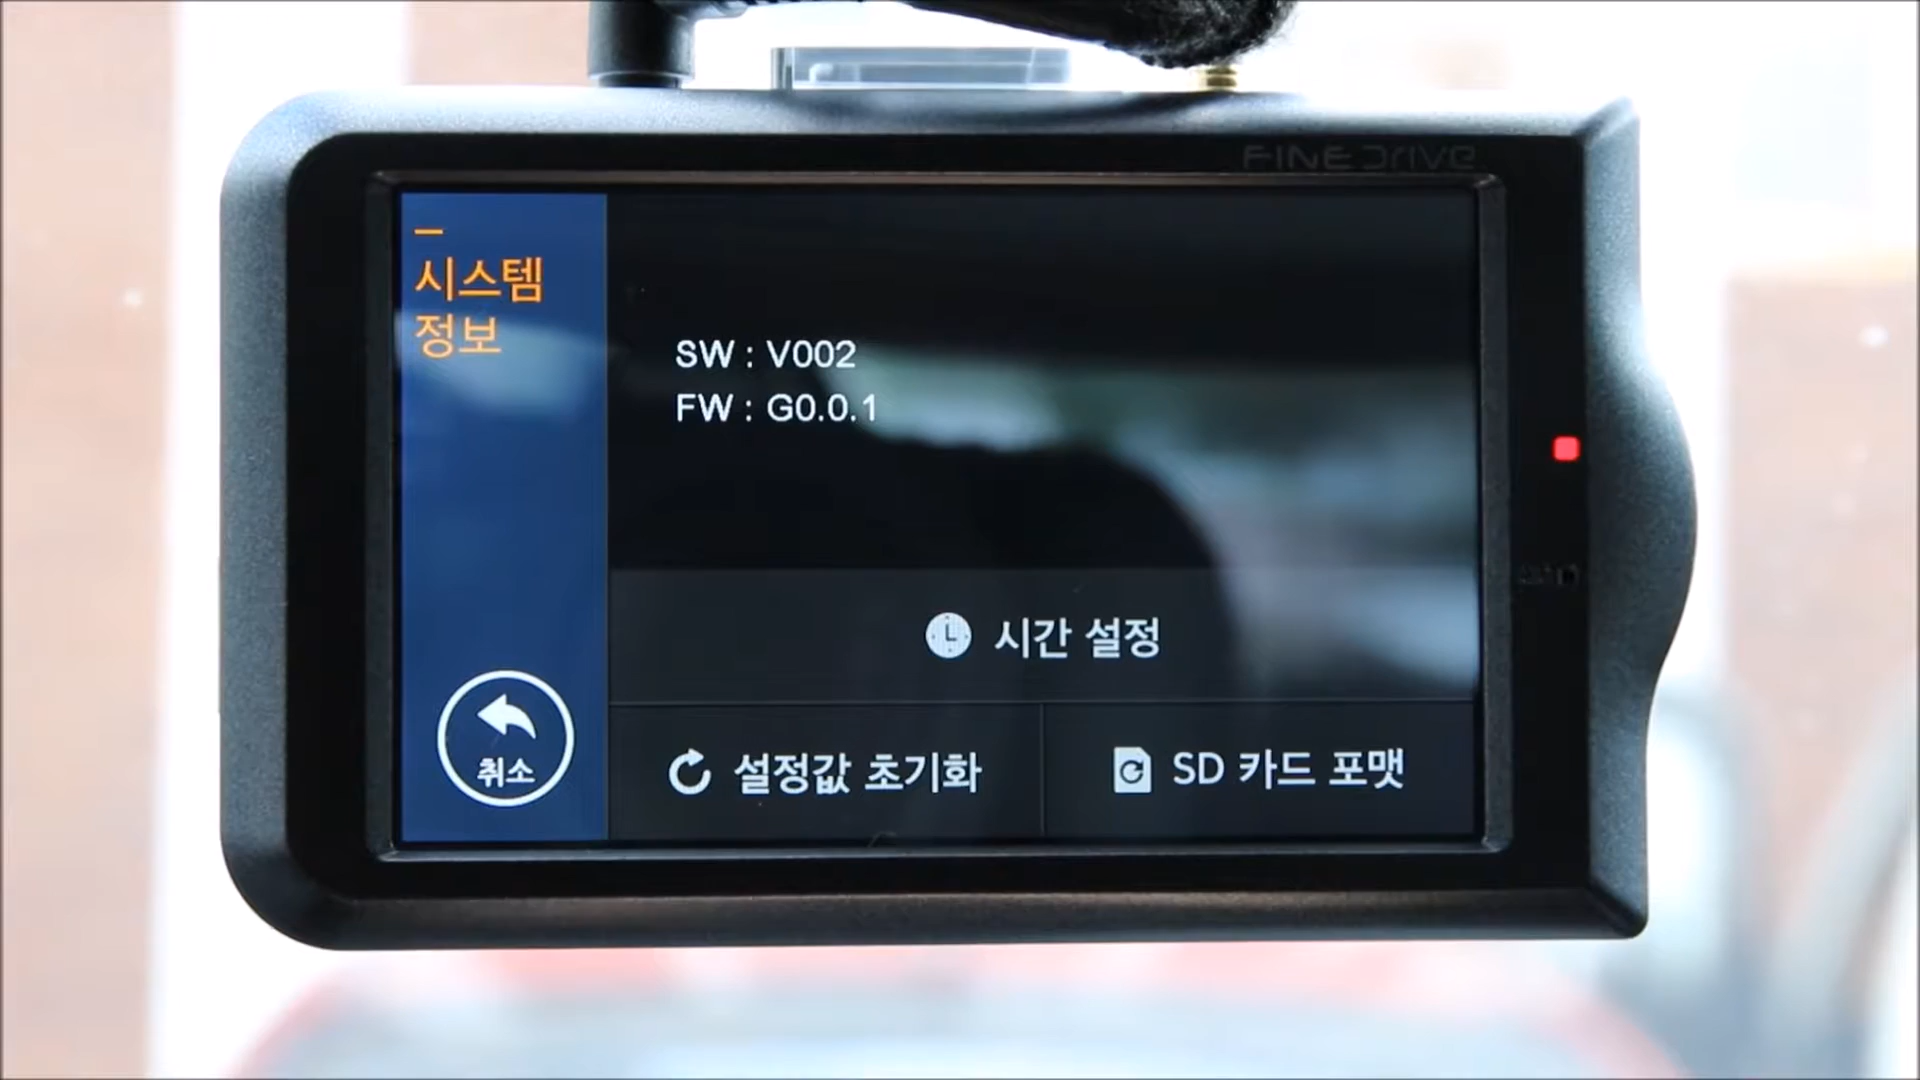 FINEDrive
시스템
정보
SW : V002
FW : G0.0.1
시간 설정
취소
설정값 초기화
SD 카드 포맷